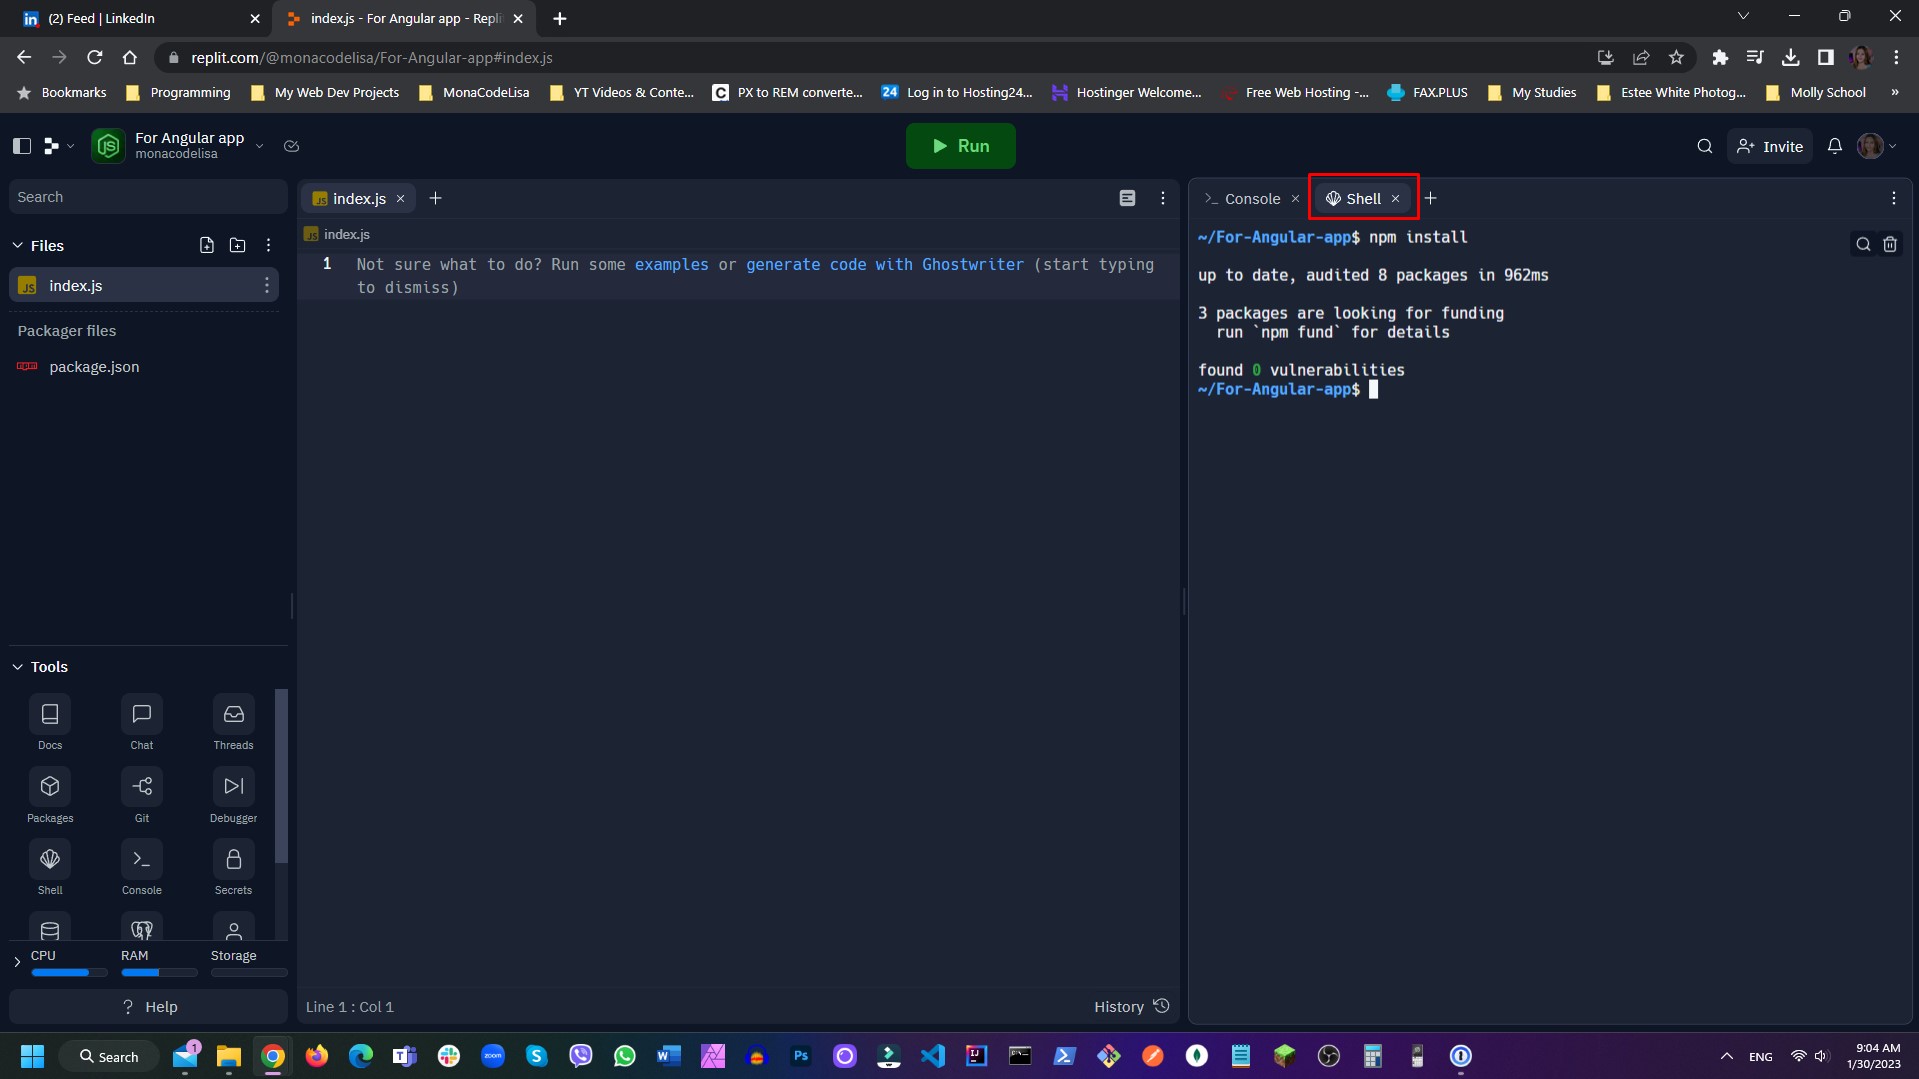 (2) Feed | LinkedIn
index.js - For Angular app - Repli
replit.com/@monacodelisa/For-Angular-app#index.js
Bookmarks
Programming
My Web Dev Projects
MonaCodeLisa
YT Videos & Conte...
PX to REM converte...
24
Log in to Hosting24...
Hostinger Welcome...
Free Web Hosting -...
FAX.PLUS
My Studies
Estee White Photog...
Molly School
»
For Angular app
monacodelisa
Run
Invite
Search
Files
index.js
Packager files
package.json
JS index.js
JS index.js
1 Not sure what to do? Run some examples or generate code with Ghostwriter (start typing
to dismiss)
>_ Console
Shell
~/For-Angular-app$ npm install
up to date, audited 8 packages in 962ms
3 packages are looking for funding
run `npm fund` for details
found 0 vulnerabilities
~/For-Angular-app$
Tools
Docs
Chat
Threads
Packages
Git
Debugger
Shell
Console
Secrets
CPU
RAM
Storage
? Help
Line 1 : Col 1
History
Search
1
zoom
Ps
ENG
9:04 AM
1/30/2023